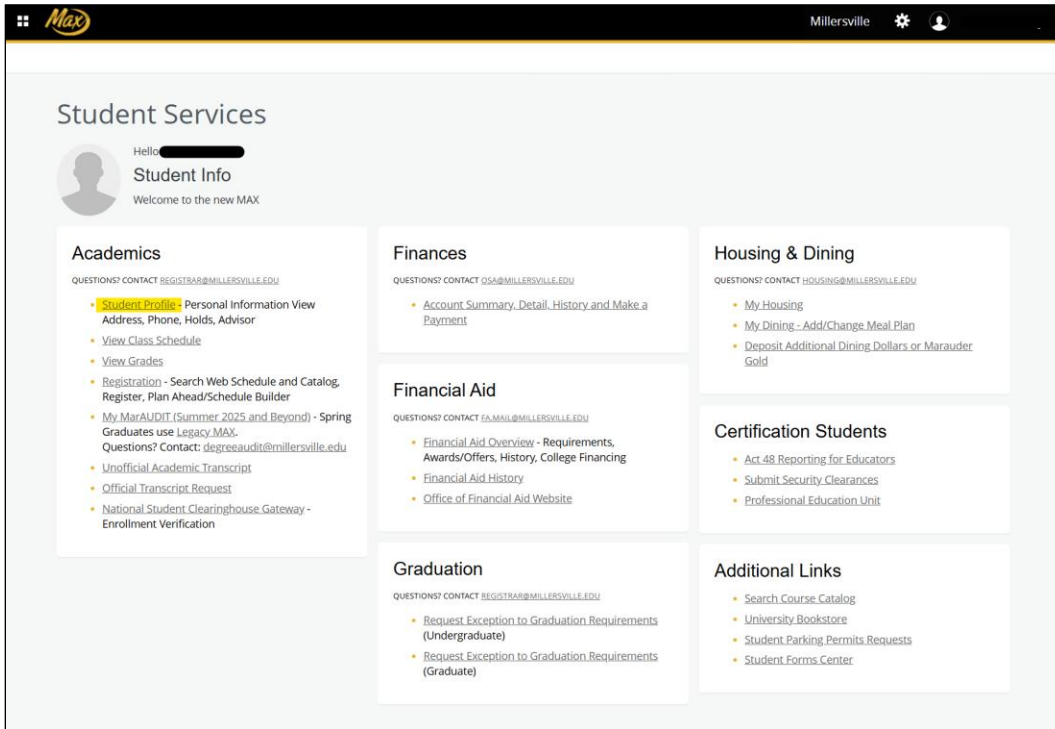 Max
Millersville
Student Services
Hello
Student Info
Welcome to the new MAX
Academics
QUESTIONS? CONTACT REGISTRAR@MILLERSVILLE.EDU
Student Profile - Personal Information View
Address, Phone, Holds, Advisor
View Class Schedule
View Grades
Registration - Search Web Schedule and Catalog,
Register, Plan Ahead/Schedule Builder
My MarAUDIT (Summer 2025 and Beyond) - Spring
Graduates use Legacy MAX.
Questions? Contact: degreeaudit@millersville.edu
Unofficial Academic Transcript
Official Transcript Request
National Student Clearinghouse Gateway -
Enrollment Verification
Finances
QUESTIONS? CONTACT OSA@MILLERSVILLE.EDU
Account Summary, Detail, History and Make a
Payment
Financial Aid
QUESTIONS? CONTACT FA.MAIL@MILLERSVILLE.EDU
Financial Aid Overview - Requirements,
Awards/Offers, History, College Financing
Financial Aid History
Office of Financial Aid Website
Graduation
QUESTIONS? CONTACT REGISTRAR@MILLERSVILLE.EDU
Request Exception to Graduation Requirements
(Undergraduate)
Request Exception to Graduation Requirements
(Graduate)
Housing & Dining
QUESTIONS? CONTACT HOUSING@MILLERSVILLE.EDU
My Housing
My Dining - Add/Change Meal Plan
Deposit Additional Dining Dollars or Marauder
Gold
Certification Students
Act 48 Reporting for Educators
Submit Security Clearances
Professional Education Unit
Additional Links
Search Course Catalog
University Bookstore
Student Parking Permits Requests
Student Forms Center